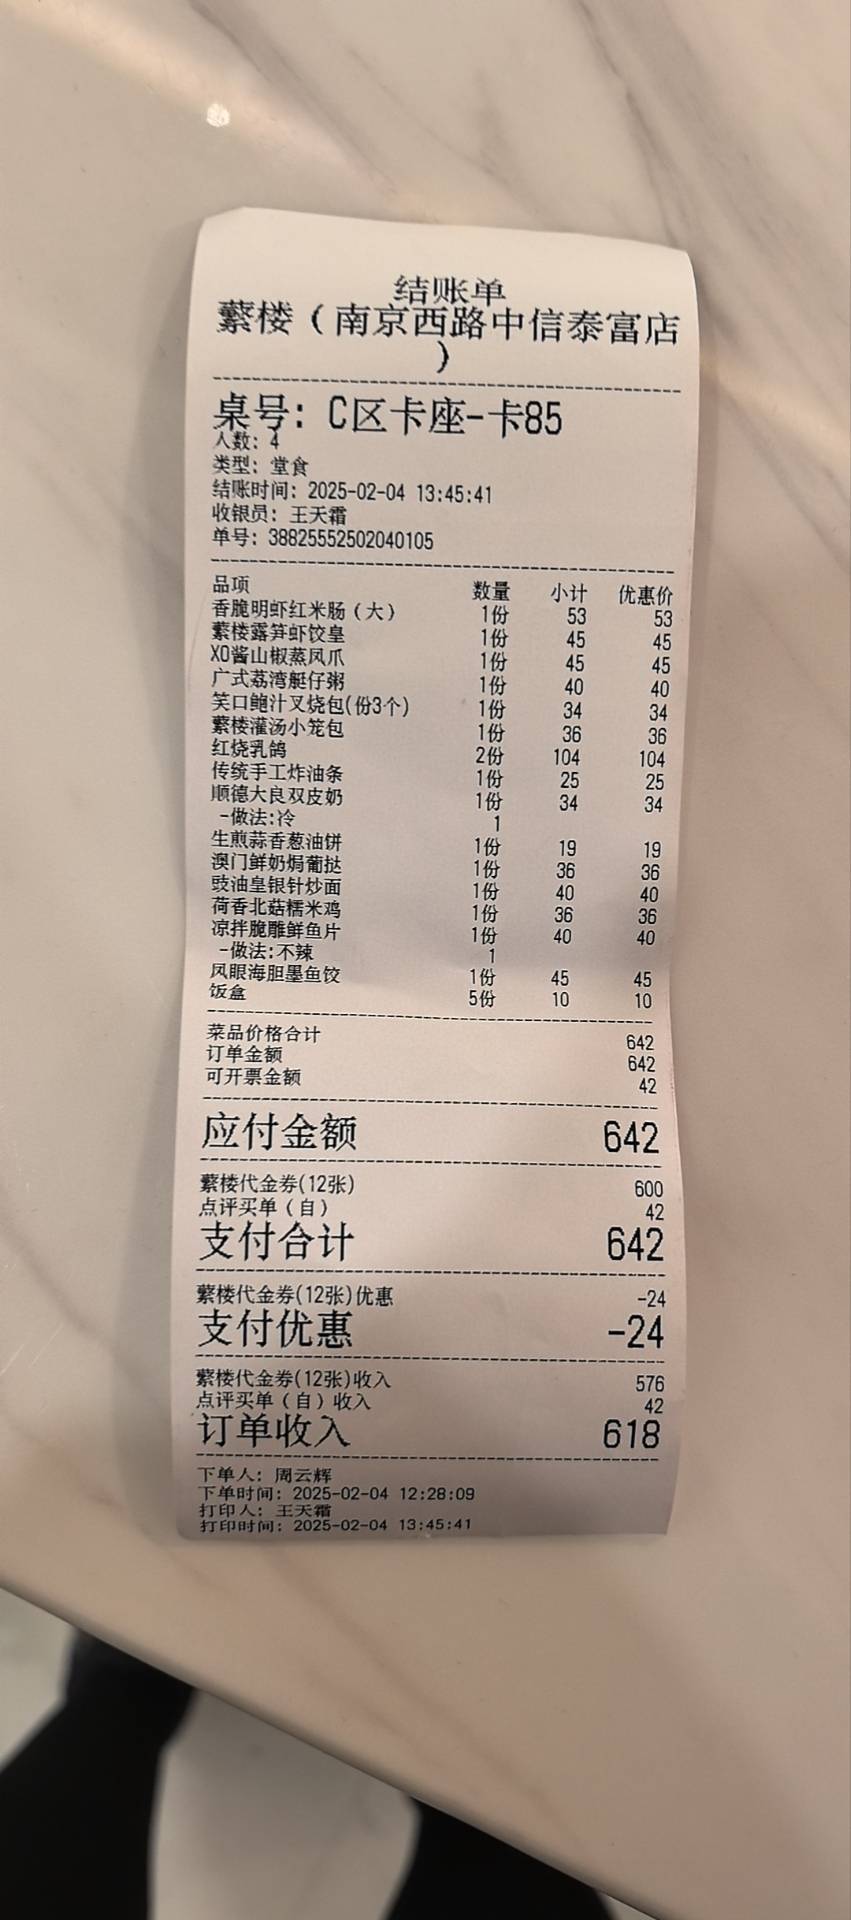 结账单
蘩楼（南京西路中信泰富店
）
桌号: C区卡座-卡85
人数: 4
类型: 堂食
结账时间: 2025-02-04 13:45:41
收银员: 王天霜
单号: 38825552502040105
品项 数量 小计 优惠价
香脆明虾红米肠（大） 1份 53 53
蘩楼露笋虾饺皇 1份 45 45
XO酱山椒蒸凤爪 1份 45 45
广式荔湾艇仔粥 1份 40 40
笑口鲍汁叉烧包(份3个) 1份 34 34
蘩楼灌汤小笼包 1份 36 36
红烧乳鸽 2份 104 104
传统手工炸油条 1份 25 25
顺德大良双皮奶 1份 34 34
-做法:冷 1
生煎蒜香葱油饼 1份 19 19
澳门鲜奶焗葡挞 1份 36 36
豉油皇银针炒面 1份 40 40
荷香北菇糯米鸡 1份 36 36
凉拌脆雕鲜鱼片 1份 40 40
-做法:不辣 1
凤眼海胆墨鱼饺 1份 45 45
饭盒 5份 10 10
菜品价格合计 642
订单金额 642
可开票金额 42
应付金额 642
蘩楼代金券(12张) 600
点评买单（自） 42
支付合计 642
蘩楼代金券(12张)优惠 -24
支付优惠 -24
蘩楼代金券(12张)收入 576
点评买单（自）收入 42
订单收入 618
下单人: 周云辉
下单时间: 2025-02-04 12:28:09
打印人: 王天霜
打印时间: 2025-02-04 13:45:41